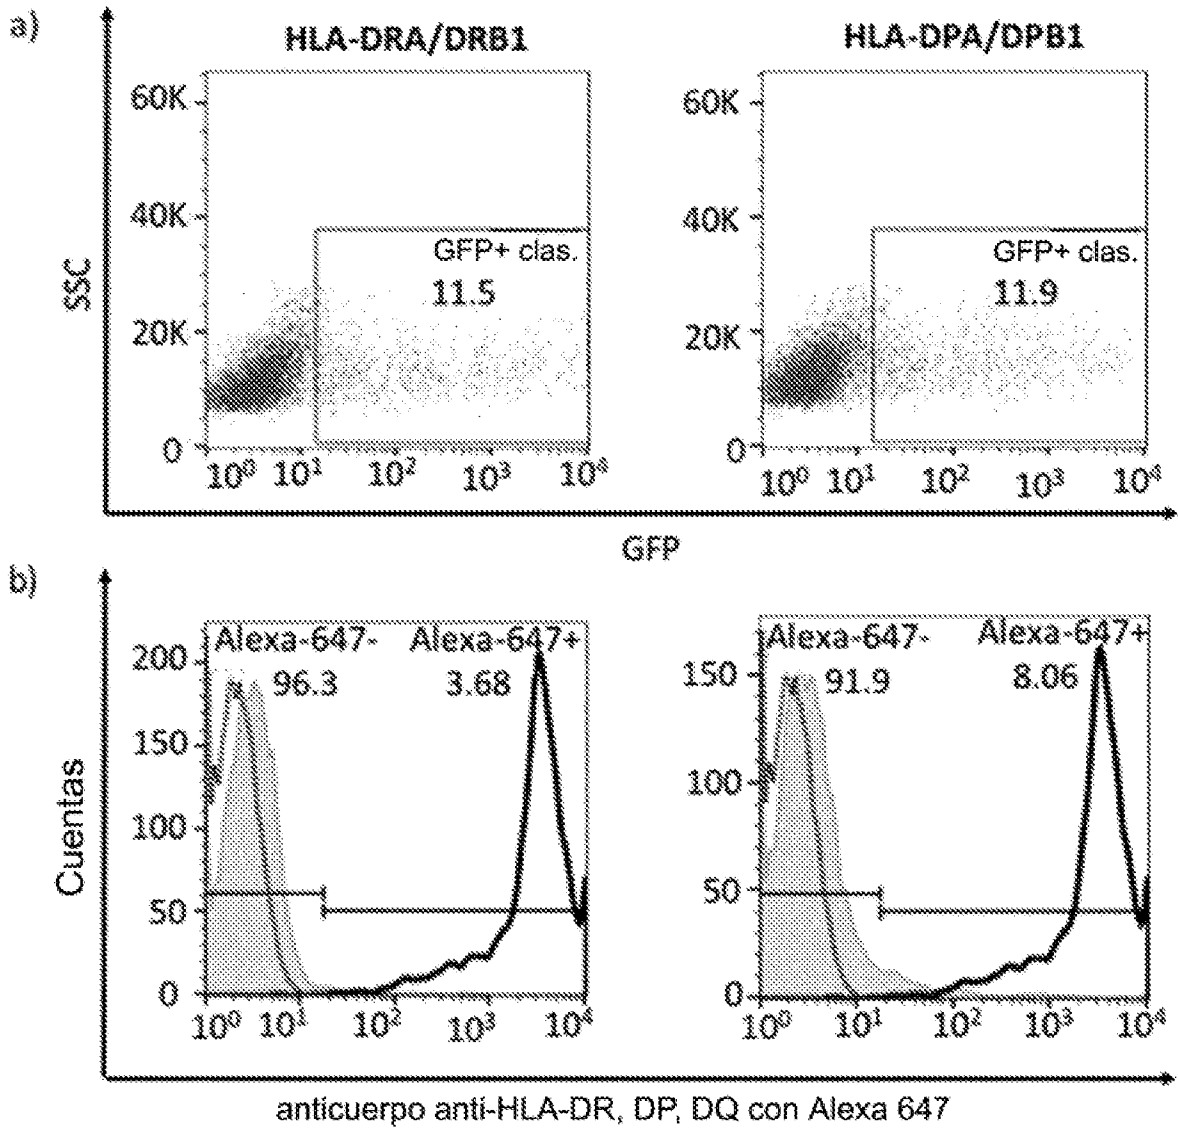 a)
HLA-DRA/DRB1
HLA-DPA/DPB1
60K
40K
20K
0
GFP+ clas.
11.5
10⁰ 10¹ 10² 10³ 10⁴
60K
40K
20K
0
GFP+ clas.
11.9
10⁰ 10¹ 10² 10³ 10⁴
SSC
GFP
b)
200
150
100
50
0
Alexa-647- Alexa-647+
96.3 3.68
10⁰ 10¹ 10² 10³ 10⁴
150
100
50
0
Alexa-647- Alexa-647+
91.9 8.06
10⁰ 10¹ 10² 10³ 10⁴
Cuentas
anticuerpo anti-HLA-DR, DP, DQ con Alexa 647